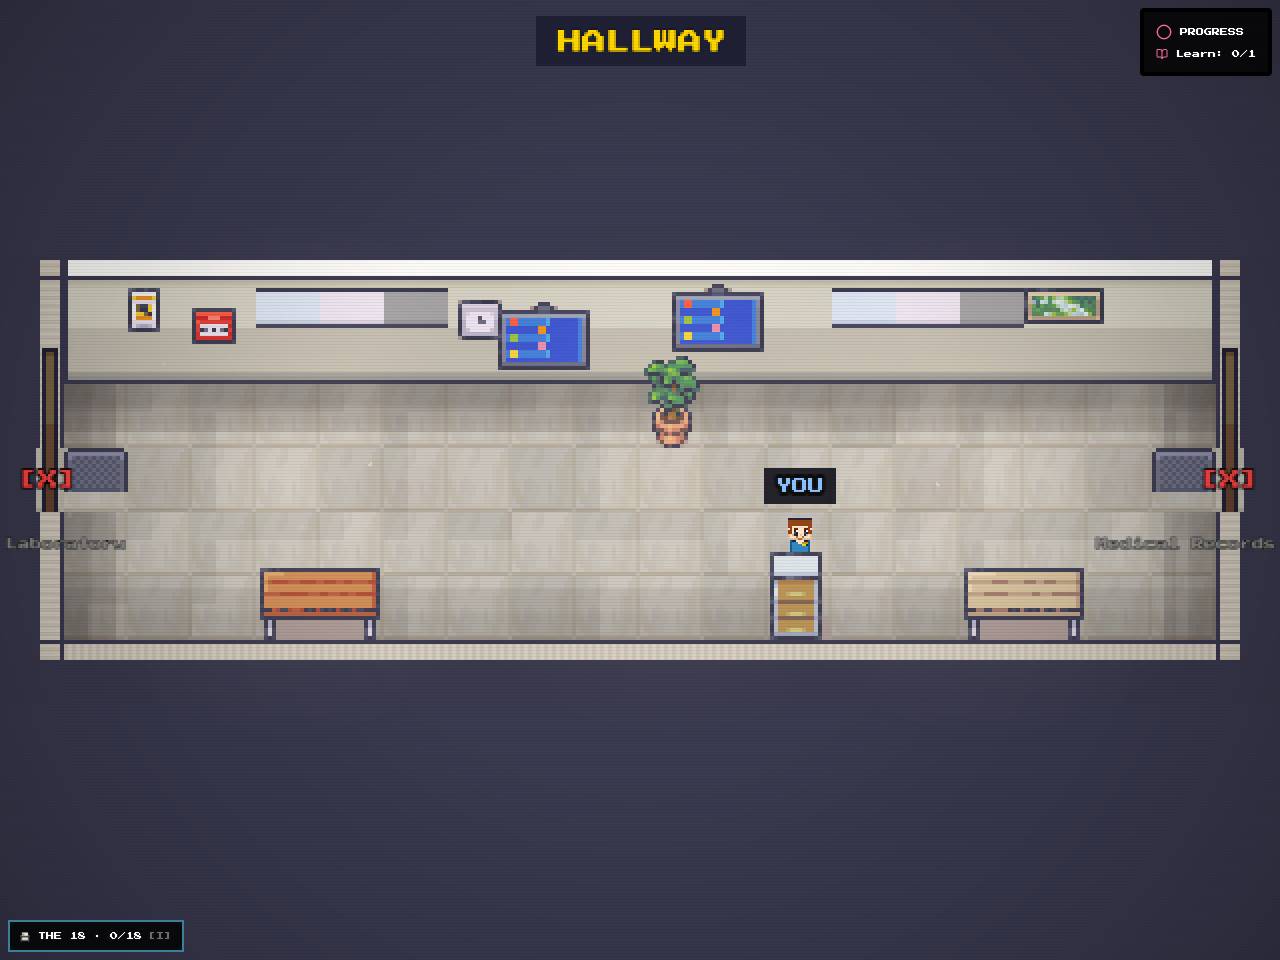 HALLWAY
PROGRESS
Learn: 0/1
YOU
[X]
[X]
Laboratory
Medical Records
THE 18 · 0/18 [I]